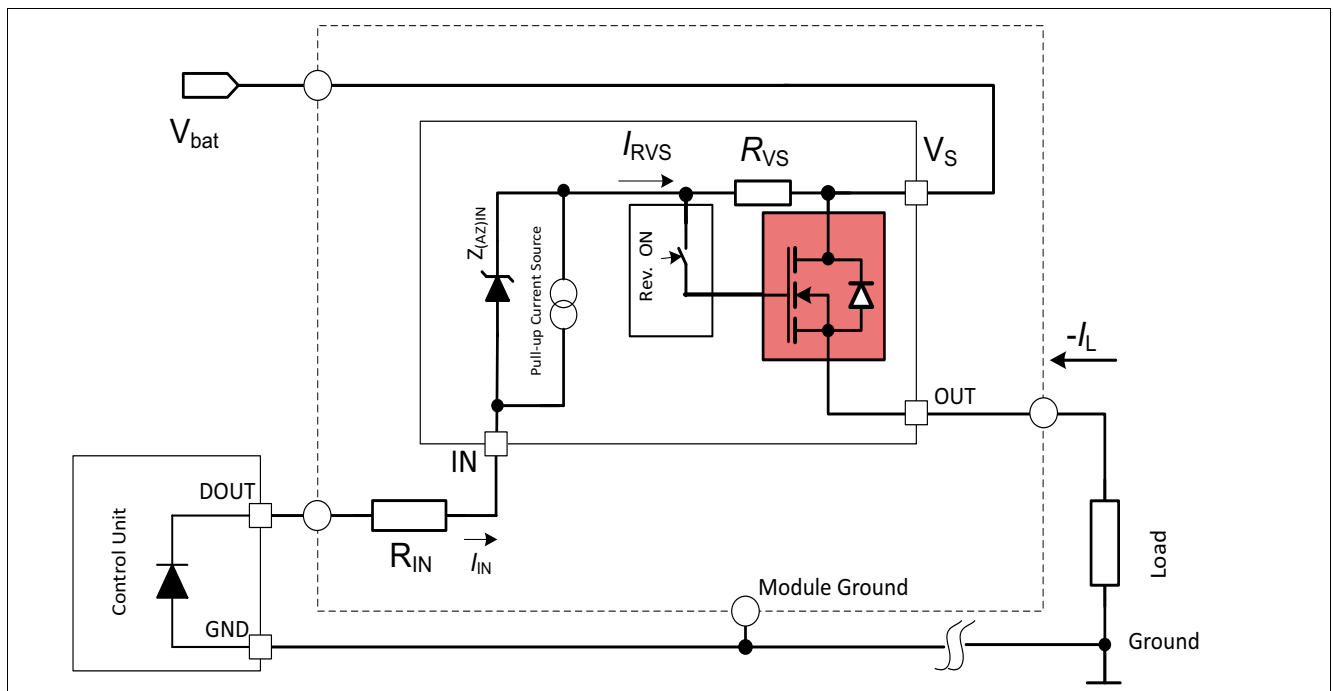 V_bat
I_RVS
R_VS
V_S
Z_(AZ)IN
Pull-up Current Source
Rev. ON
-I_L
OUT
IN
DOUT
R_IN
I_IN
Control Unit
Load
Module Ground
GND
Ground